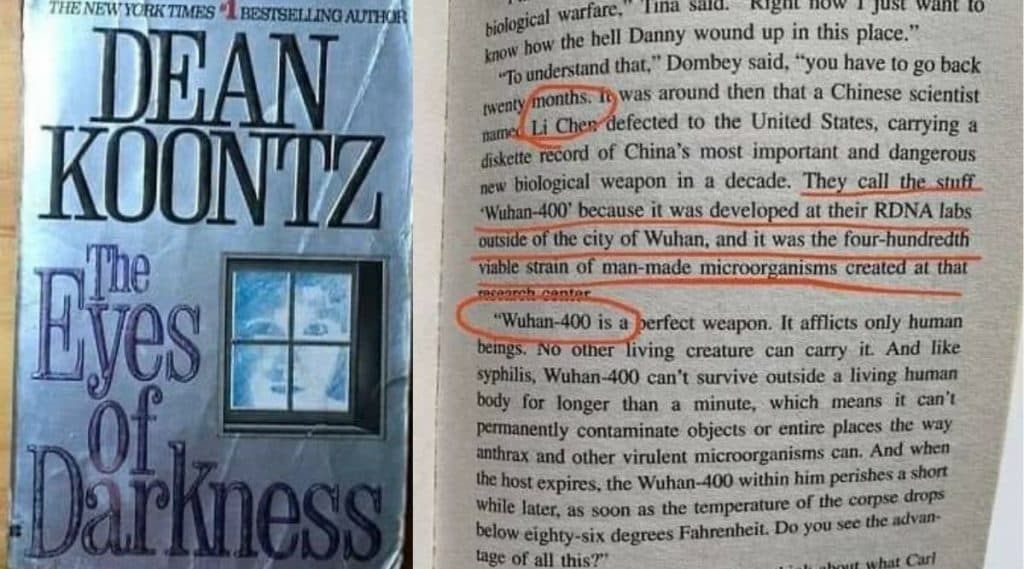 THE NEW YORK TIMES #1 BESTSELLING AUTHOR
DEAN
KOONTZ
The
Eyes
of
Darkness
biological warfare," Tina said. "Right now I just want to
know how the hell Danny wound up in this place."
"To understand that," Dombey said, "you have to go back
twenty months. It was around then that a Chinese scientist
named Li Chen defected to the United States, carrying a
diskette record of China's most important and dangerous
new biological weapon in a decade. They call the stuff
'Wuhan-400' because it was developed at their RDNA labs
outside of the city of Wuhan, and it was the four-hundredth
viable strain of man-made microorganisms created at that
research center.
"Wuhan-400 is a perfect weapon. It afflicts only human
beings. No other living creature can carry it. And like
syphilis, Wuhan-400 can't survive outside a living human
body for longer than a minute, which means it can't
permanently contaminate objects or entire places the way
anthrax and other virulent microorganisms can. And when
the host expires, the Wuhan-400 within him perishes a short
while later, as soon as the temperature of the corpse drops
below eighty-six degrees Fahrenheit. Do you see the advan-
tage of all this?"
about what Carl